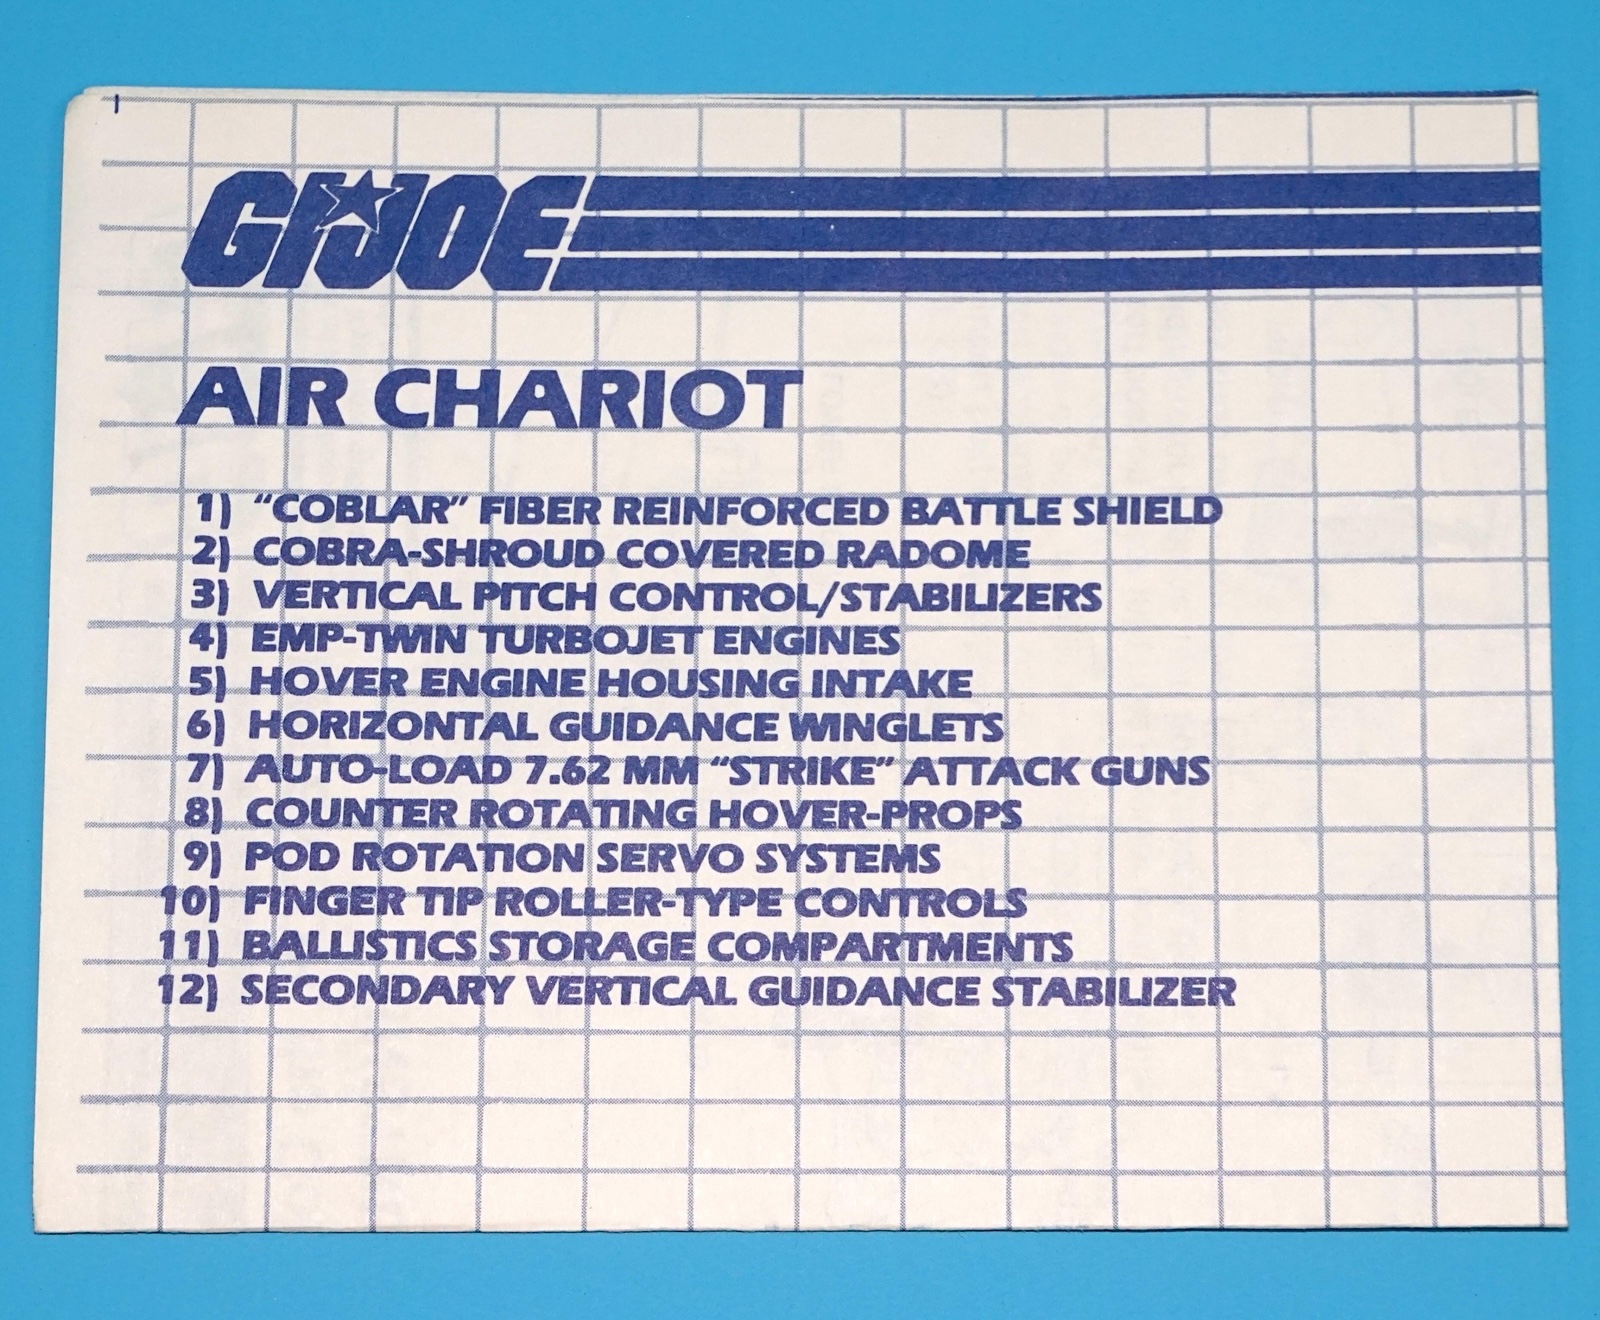 GI JOE
AIR CHARIOT
1) “COBLAR” FIBER REINFORCED BATTLE SHIELD
2) COBRA-SHROUD COVERED RADOME
3) VERTICAL PITCH CONTROL/STABILIZERS
4) EMP-TWIN TURBOJET ENGINES
5) HOVER ENGINE HOUSING INTAKE
6) HORIZONTAL GUIDANCE WINGLETS
7) AUTO-LOAD 7.62 MM “STRIKE” ATTACK GUNS
8) COUNTER ROTATING HOVER-PROPS
9) POD ROTATION SERVO SYSTEMS
10) FINGER TIP ROLLER-TYPE CONTROLS
11) BALLISTICS STORAGE COMPARTMENTS
12) SECONDARY VERTICAL GUIDANCE STABILIZER